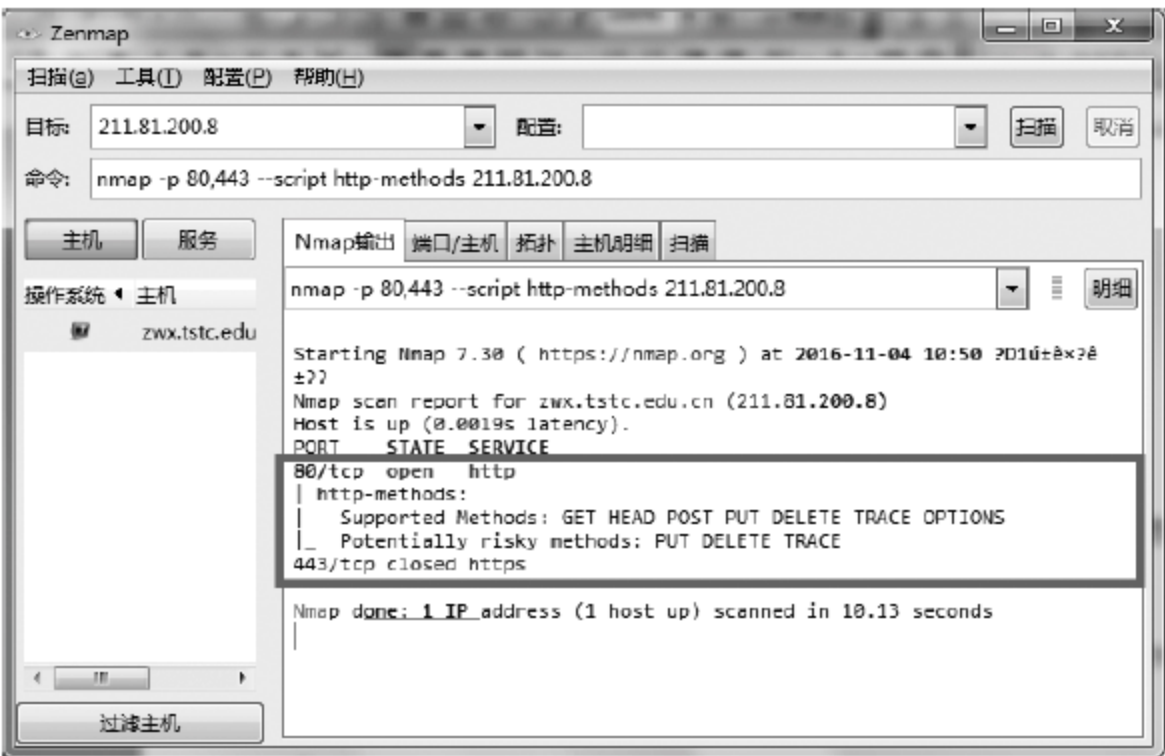 Zenmap
扫描(a) 工具(T) 配置(P) 帮助(H)
目标: 211.81.200.8 配置: 扫描 取消
命令: nmap -p 80,443 --script http-methods 211.81.200.8
主机 服务
Nmap输出 端口/主机 拓扑 主机明细 扫描
操作系统 主机
nmap -p 80,443 --script http-methods 211.81.200.8 明细
zwx.tstc.edu
Starting Nmap 7.30 ( https://nmap.org ) at 2016-11-04 10:50 ?D1ú±ê×?ê
±??
Nmap scan report for zwx.tstc.edu.cn (211.81.200.8)
Host is up (0.0019s latency).
PORT STATE SERVICE
80/tcp open http
| http-methods:
| Supported Methods: GET HEAD POST PUT DELETE TRACE OPTIONS
|_ Potentially risky methods: PUT DELETE TRACE
443/tcp closed https
Nmap done: 1 IP address (1 host up) scanned in 10.13 seconds
过滤主机